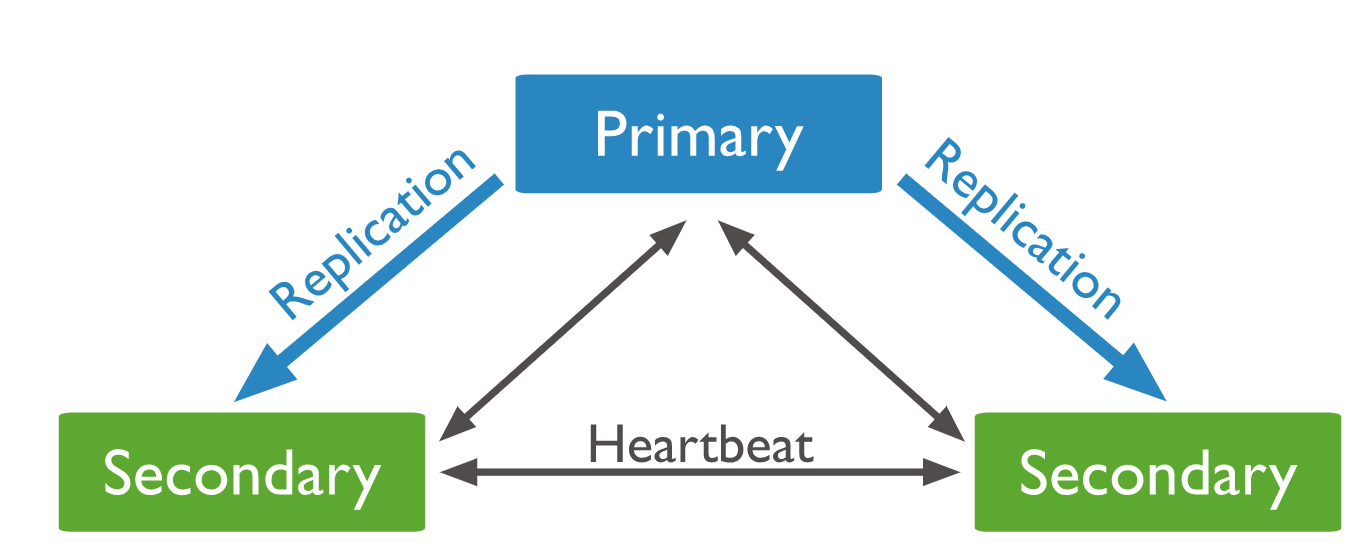 Primary
Replication
Replication
Heartbeat
Secondary
Secondary